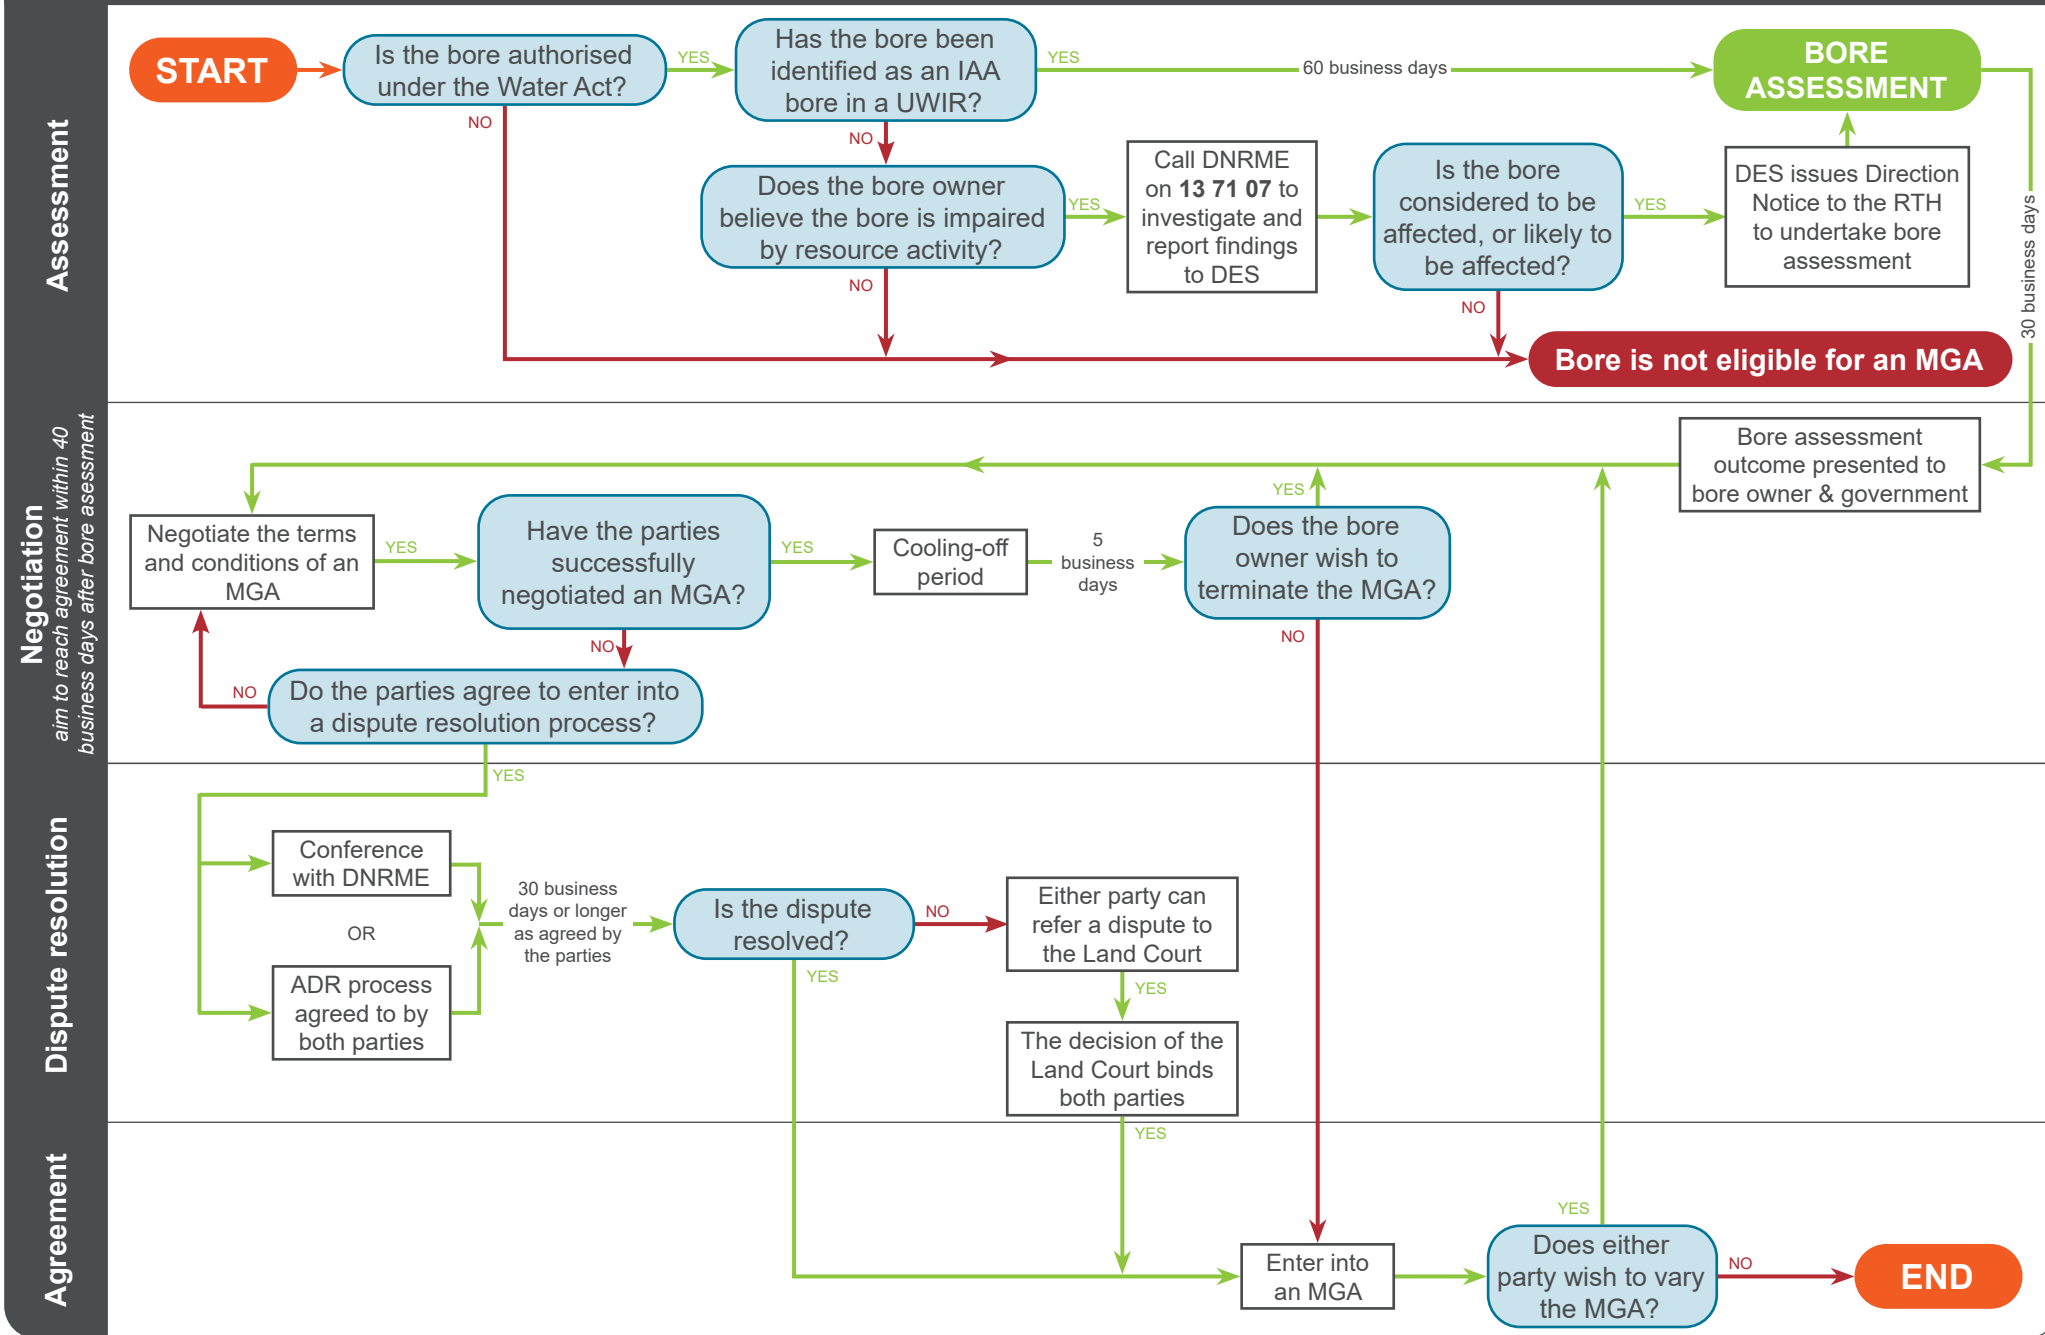 Assessment
START
Is the bore authorised
under the Water Act?
YES
NO
Has the bore been
identified as an IAA
bore in a UWIR?
YES
60 business days
BORE
ASSESSMENT
NO
Does the bore owner
believe the bore is impaired
by resource activity?
YES
NO
Call DNRME
on 13 71 07 to
investigate and
report findings
to DES
Is the bore
considered to be
affected, or likely to
be affected?
YES
NO
DES issues Direction
Notice to the RTH
to undertake bore
assessment
30 business days
Bore is not eligible for an MGA
Negotiation
aim to reach agreement within 40
business days after bore asessment
Bore assessment
outcome presented to
bore owner & government
Negotiate the terms
and conditions of an
MGA
YES
Have the parties
successfully
negotiated an MGA?
YES
NO
Cooling-off
period
5
business
days
YES
Does the bore
owner wish to
terminate the MGA?
NO
Do the parties agree to enter into
a dispute resolution process?
NO
YES
Dispute resolution
Conference
with DNRME
OR
ADR process
agreed to by
both parties
30 business
days or longer
as agreed by
the parties
Is the dispute
resolved?
NO
YES
Either party can
refer a dispute to
the Land Court
YES
The decision of the
Land Court binds
both parties
YES
Agreement
Enter into
an MGA
YES
Does either
party wish to vary
the MGA?
NO
END